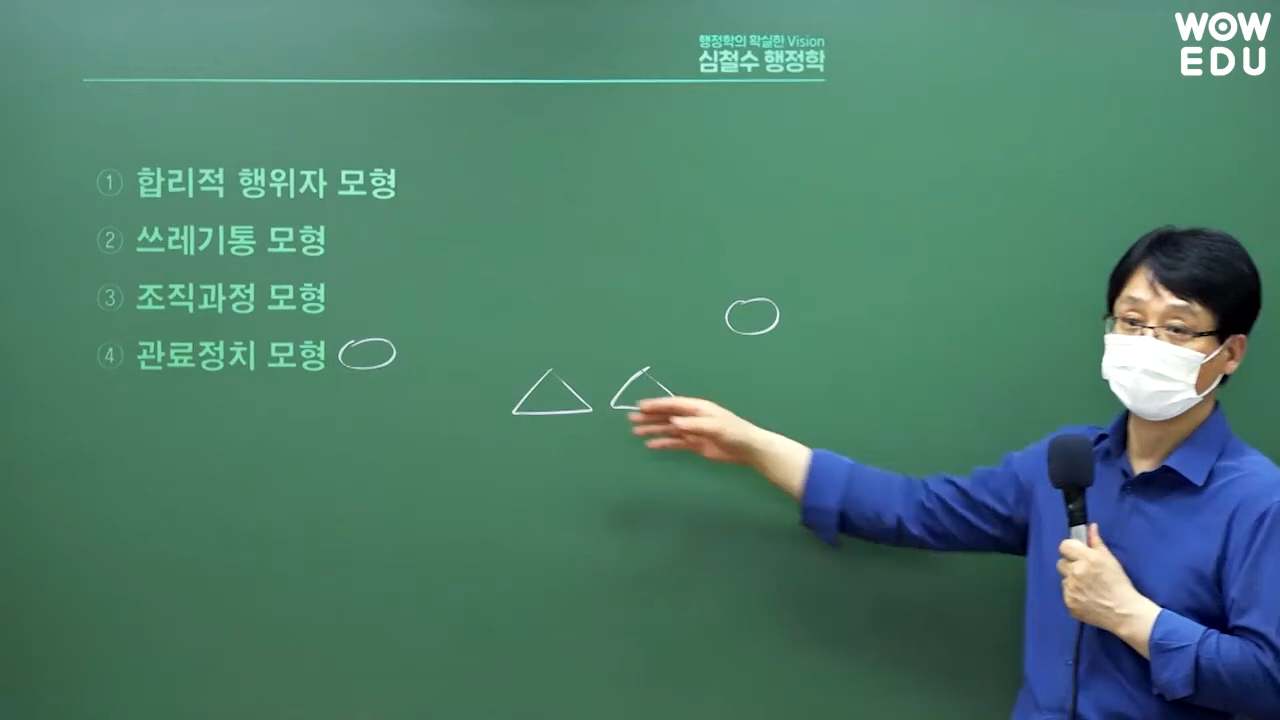 행정학의 확실한 Vision
심철수 행정학
WOW
EDU
① 합리적 행위자 모형
② 쓰레기통 모형
③ 조직과정 모형
④ 관료정치 모형